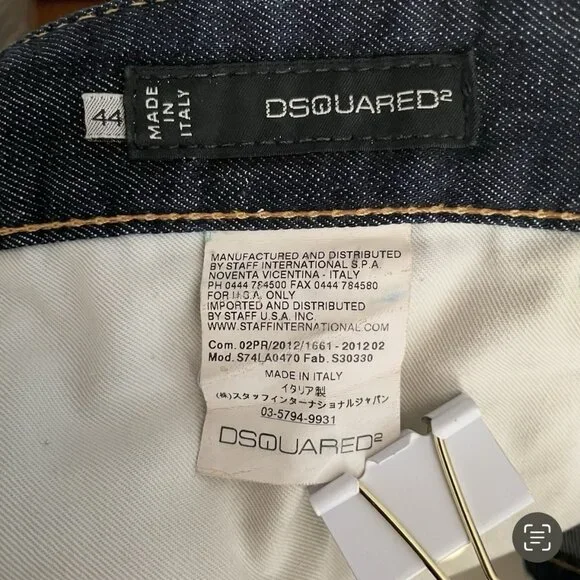 44
MADE
IN
ITALY
DSQUARED²
MANUFACTURED AND DISTRIBUTED
BY STAFF INTERNATIONAL S.P.A.
NOVENTA VICENTINA - ITALY
PH 0444 784500 FAX 0444 784580
FOR U.S.A. ONLY
IMPORTED AND DISTRIBUTED
BY STAFF U.S.A. INC.
WWW.STAFFINTERNATIONAL.COM
Com. 02PR/2012/1661 - 2012 02
Mod. S74LA0470 Fab. S30330
MADE IN ITALY
イタリア製
(株)スタッフインターナショナルジャパン
03-5794-9931
DSQUARED²